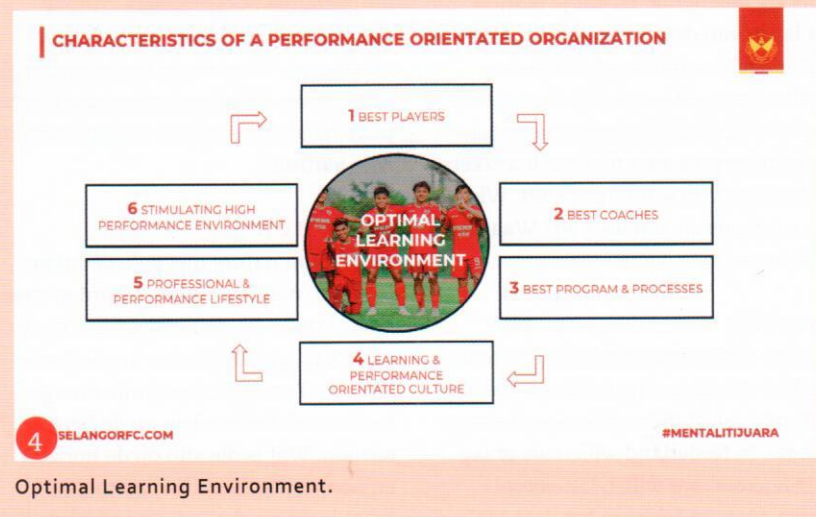 CHARACTERISTICS OF A PERFORMANCE ORIENTATED ORGANIZATION
1 BEST PLAYERS
2 BEST COACHES
3 BEST PROGRAM & PROCESSES
4 LEARNING &
PERFORMANCE
ORIENTATED CULTURE
5 PROFESSIONAL &
PERFORMANCE LIFESTYLE
6 STIMULATING HIGH
PERFORMANCE ENVIRONMENT
OPTIMAL
LEARNING
ENVIRONMENT
4
SELANGORFC.COM
#MENTALITIJUARA
Optimal Learning Environment.